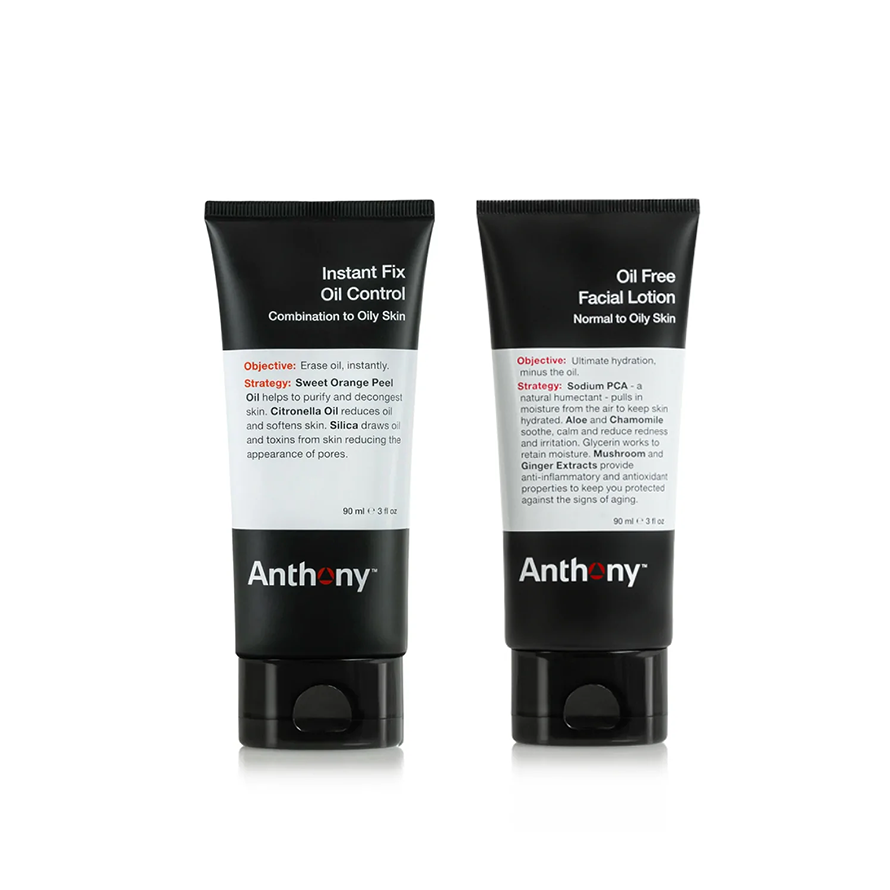 Instant Fix
Oil Control
Combination to Oily Skin
Objective: Erase oil, instantly.
Strategy: Sweet Orange Peel
Oil helps to purify and decongest
skin. Citronella Oil reduces oil
and softens skin. Silica draws oil
and toxins from skin reducing the
appearance of pores.
90 ml ℮ 3 fl oz
Anthony™
Oil Free
Facial Lotion
Normal to Oily Skin
Objective: Ultimate hydration,
minus the oil.
Strategy: Sodium PCA - a
natural humectant - pulls in
moisture from the air to keep skin
hydrated. Aloe and Chamomile
soothe, calm and reduce redness
and irritation. Glycerin works to
retain moisture. Mushroom and
Ginger Extracts provide
anti-inflammatory and antioxidant
properties to keep you protected
against the signs of aging.
90 ml ℮ 3 fl oz
Anthony™